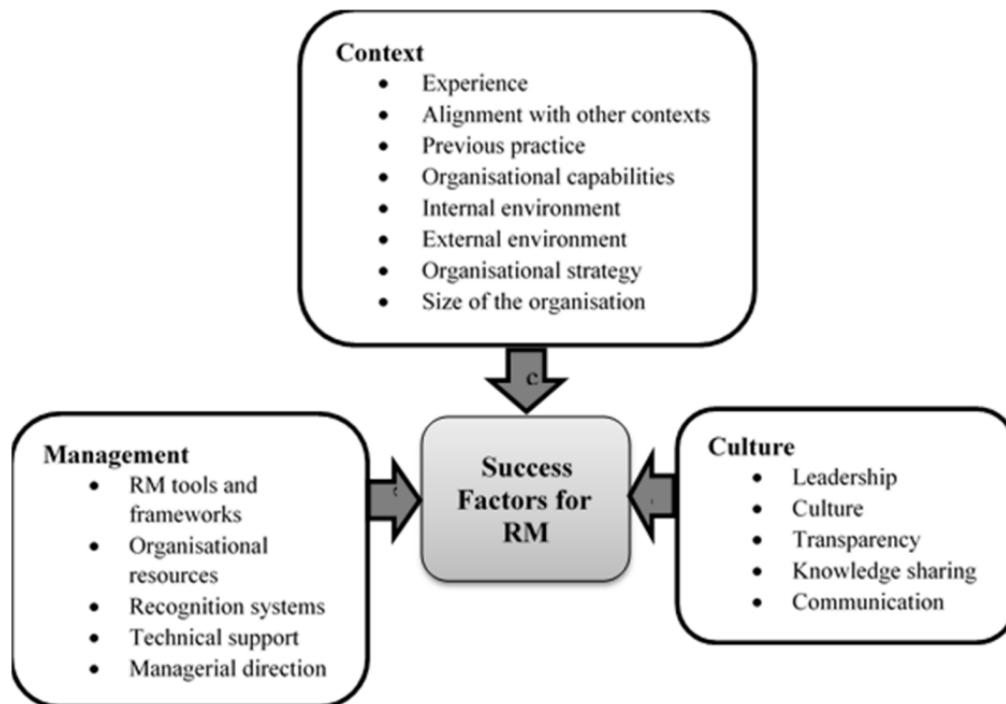 Context
• Experience
• Alignment with other contexts
• Previous practice
• Organisational capabilities
• Internal environment
• External environment
• Organisational strategy
• Size of the organisation
c
Management
• RM tools and
frameworks
• Organisational
resources
• Recognition systems
• Technical support
• Managerial direction
Success
Factors for
RM
Culture
• Leadership
• Culture
• Transparency
• Knowledge sharing
• Communication